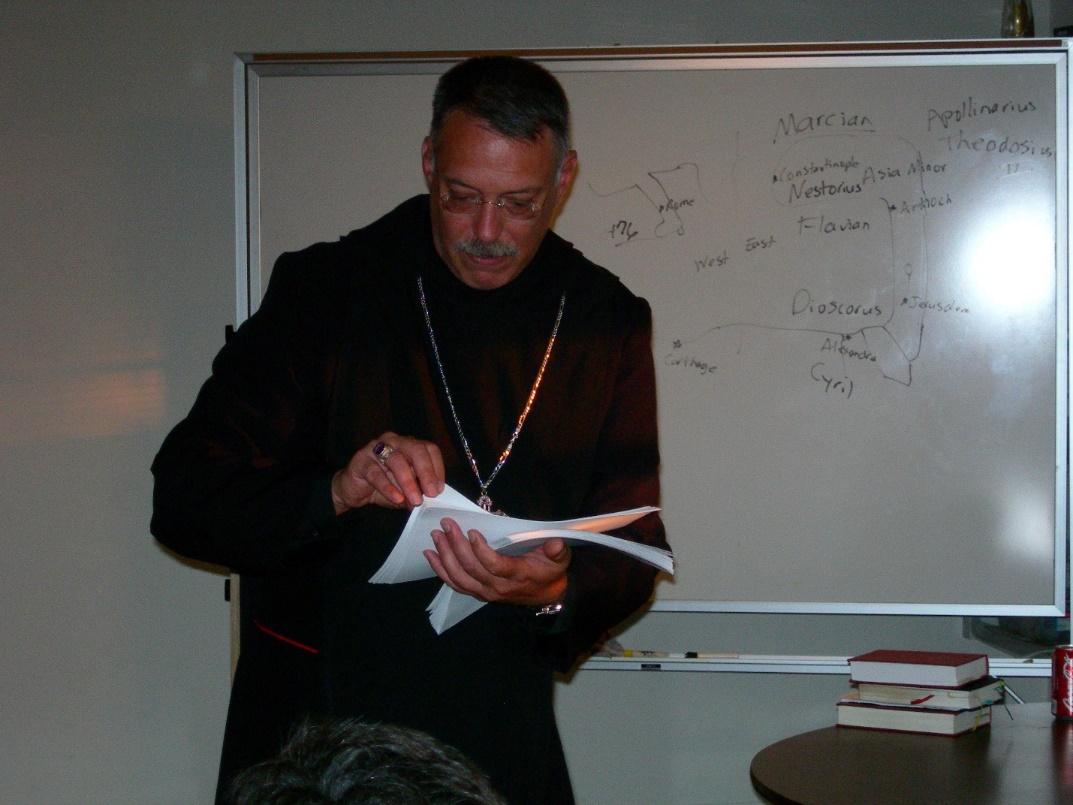 Marcian
Apollinarius
Theodosius
II
Constantinople
Asia Minor
Nestorius
Rome
Antioch
476
Flavian
West East
Dioscorus
Jerusalem
Alexandria
Carthage
Cyril